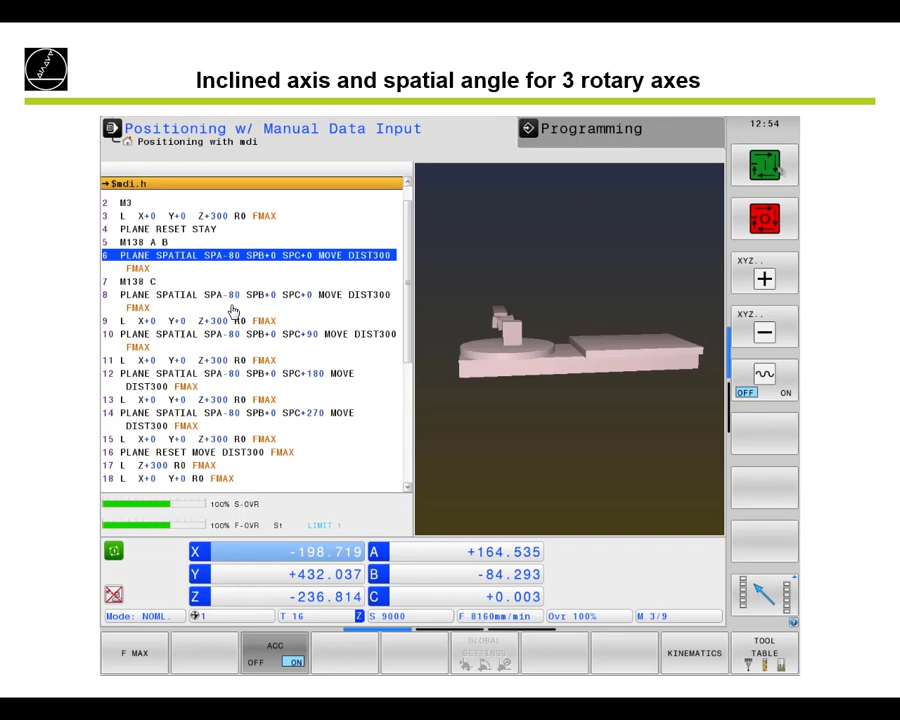 Inclined axis and spatial angle for 3 rotary axes
Positioning w/ Manual Data Input
Positioning with mdi
Programming
12:54
→$mdi.h
2 M3
3 L X+0 Y+0 Z+300 R0 FMAX
4 PLANE RESET STAY
5 M138 A B
6 PLANE SPATIAL SPA-80 SPB+0 SPC+0 MOVE DIST300
FMAX
7 M138 C
8 PLANE SPATIAL SPA-80 SPB+0 SPC+0 MOVE DIST300
FMAX
9 L X+0 Y+0 Z+300 R0 FMAX
10 PLANE SPATIAL SPA-80 SPB+0 SPC+90 MOVE DIST300
FMAX
11 L X+0 Y+0 Z+300 R0 FMAX
12 PLANE SPATIAL SPA-80 SPB+0 SPC+180 MOVE
DIST300 FMAX
13 L X+0 Y+0 Z+300 R0 FMAX
14 PLANE SPATIAL SPA-80 SPB+0 SPC+270 MOVE
DIST300 FMAX
15 L X+0 Y+0 Z+300 R0 FMAX
16 PLANE RESET MOVE DIST300 FMAX
17 L Z+300 R0 FMAX
18 L X+0 Y+0 R0 FMAX
XYZ..
+
XYZ..
−
OFF ON
100% S-OVR
100% F-OVR S1 LIMIT 1
X -198.719 A +164.535
Y +432.037 B -84.293
Z -236.814 C +0.003
Mode: NOML. 1 T 16 Z S 9000 F 8160mm/min Ovr 100% M 3/9
F MAX
ACC
OFF ON
GLOBAL
SETTINGS
KINEMATICS
TOOL
TABLE